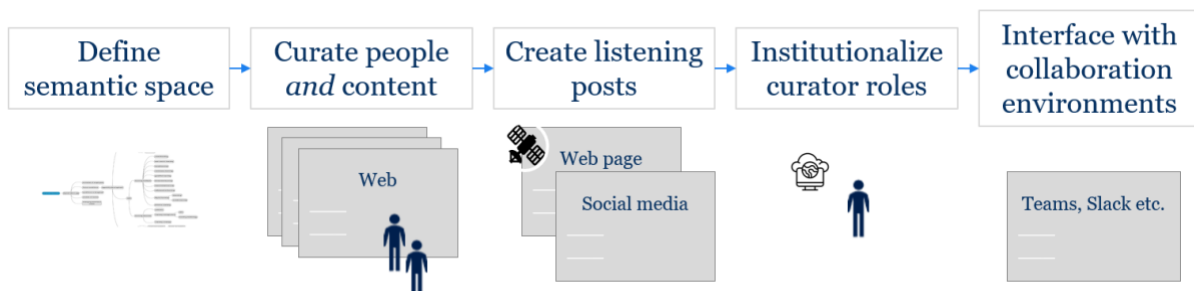 Define
semantic space
Curate people
and content
Create listening
posts
Institutionalize
curator roles
Interface with
collaboration
environments
Web
Web page
Social media
Teams, Slack etc.